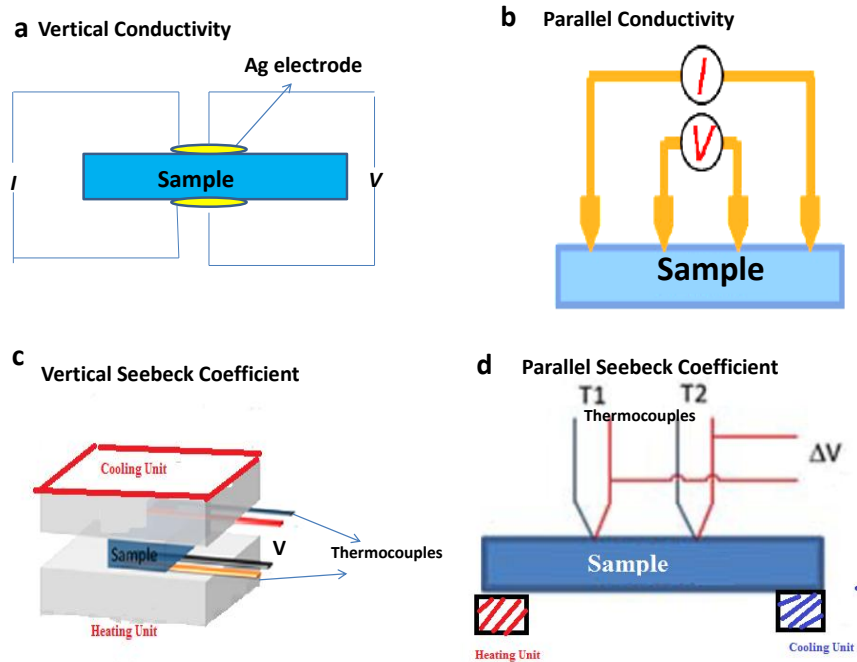 a Vertical Conductivity
Ag electrode
I
Sample
V
b Parallel Conductivity
I
V
Sample
c Vertical Seebeck Coefficient
Cooling Unit
Sample
V
Thermocouples
Heating Unit
d Parallel Seebeck Coefficient
T1 T2
Thermocouples
ΔV
Sample
Heating Unit
Cooling Unit